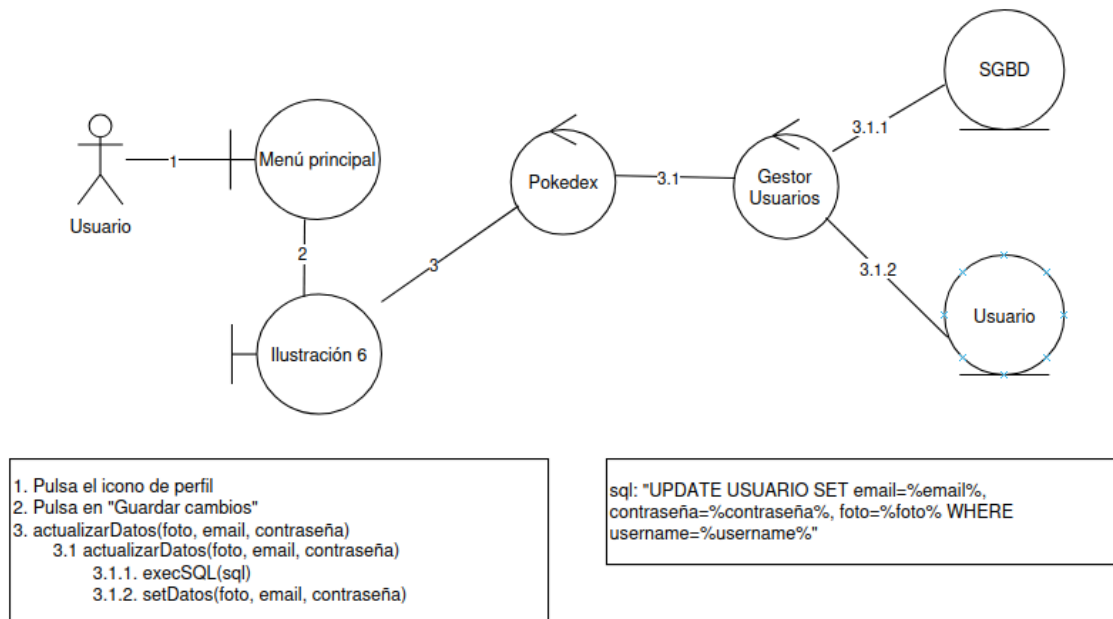 SGBD
3.1.1
1
Menú principal
Pokedex
3.1
Gestor
Usuarios
Usuario
2
3
3.1.2
Usuario
Ilustración 6
1. Pulsa el icono de perfil
2. Pulsa en "Guardar cambios"
3. actualizarDatos(foto, email, contraseña)
3.1 actualizarDatos(foto, email, contraseña)
3.1.1. execSQL(sql)
3.1.2. setDatos(foto, email, contraseña)
sql: "UPDATE USUARIO SET email=%email%,
contraseña=%contraseña%, foto=%foto% WHERE
username=%username%"